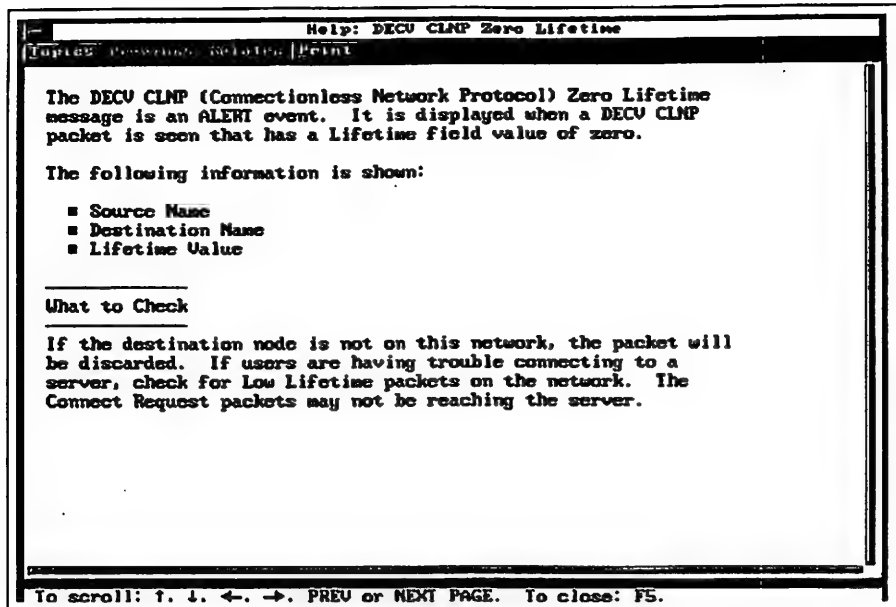 Help: DECV CLNP Zero Lifetime
Topics Previous Related Print
The DECV CLNP (Connectionless Network Protocol) Zero Lifetime
message is an ALERT event. It is displayed when a DECV CLNP
packet is seen that has a Lifetime field value of zero.
The following information is shown:
■ Source Name
■ Destination Name
■ Lifetime Value
What to Check
If the destination node is not on this network, the packet will
be discarded. If users are having trouble connecting to a
server, check for Low Lifetime packets on the network. The
Connect Request packets may not be reaching the server.
To scroll: ↑, ↓, ←, →, PREV or NEXT PAGE. To close: F5.